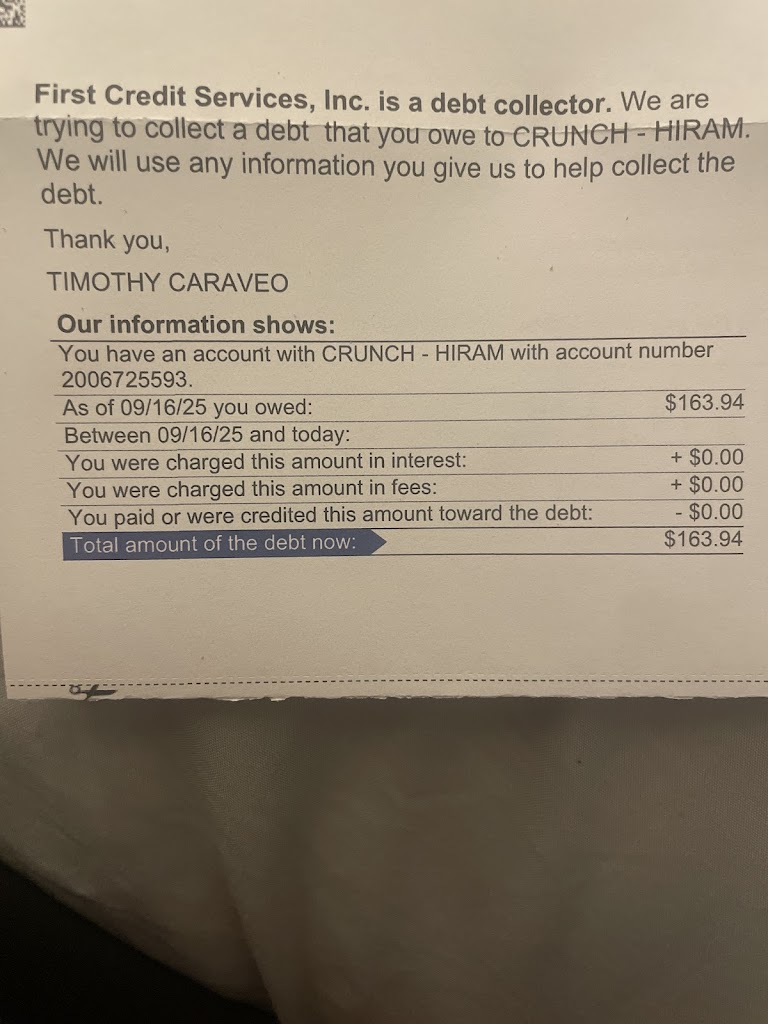 First Credit Services, Inc. is a debt collector. We are
trying to collect a debt that you owe to CRUNCH - HIRAM.
We will use any information you give us to help collect the
debt.
Thank you,
TIMOTHY CARAVEO
Our information shows:
You have an account with CRUNCH - HIRAM with account number
2006725593.
As of 09/16/25 you owed: $163.94
Between 09/16/25 and today:
You were charged this amount in interest: + $0.00
You were charged this amount in fees: + $0.00
You paid or were credited this amount toward the debt: - $0.00
Total amount of the debt now: $163.94